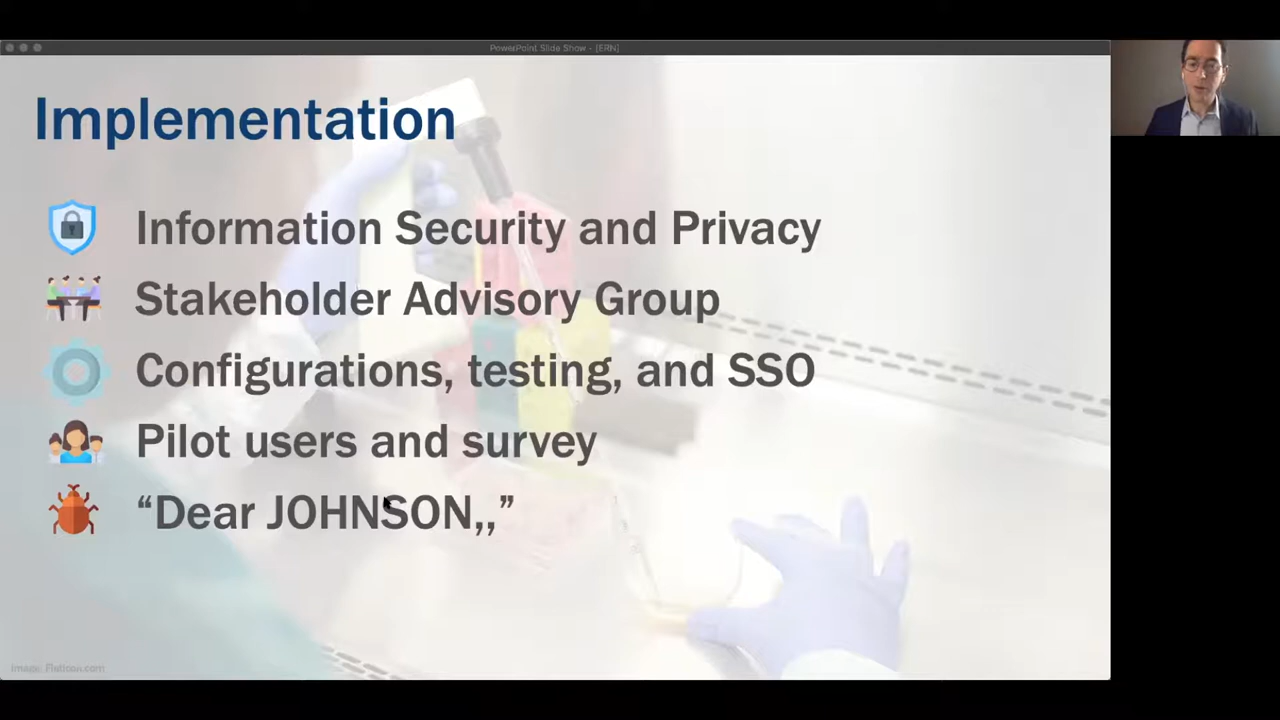 PowerPoint Slide Show - [ERN]
Implementation
Information Security and Privacy
Stakeholder Advisory Group
Configurations, testing, and SSO
Pilot users and survey
“Dear JOHNSON,,”
Image: Flaticon.com